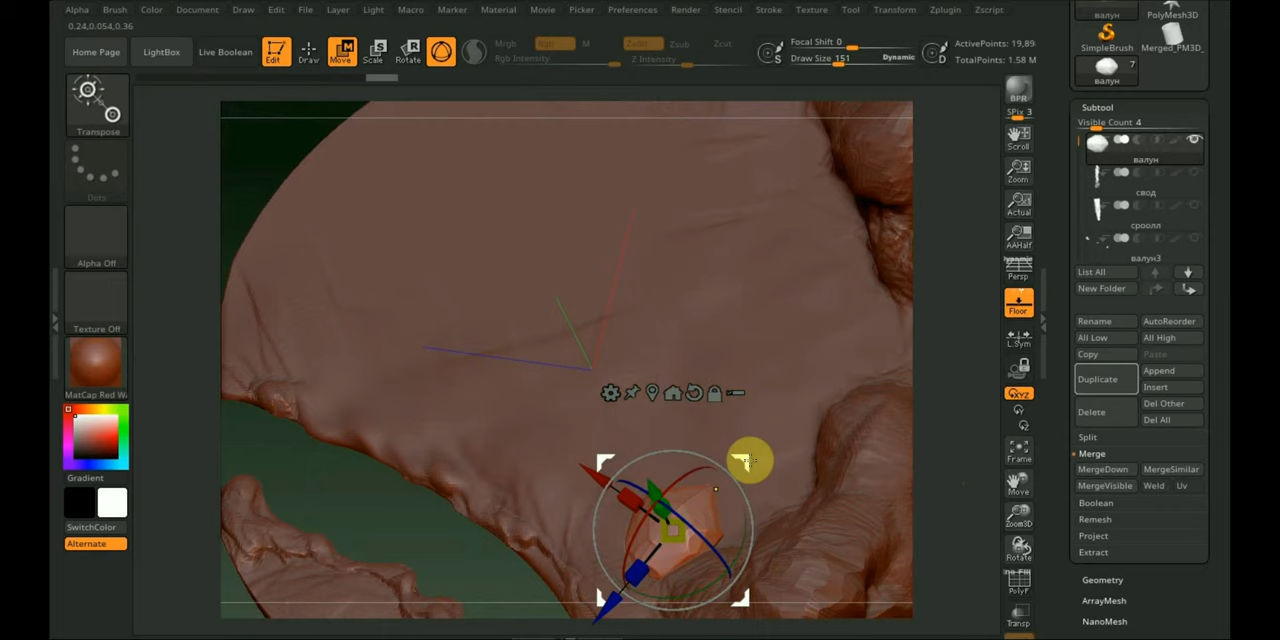 Alpha Brush Color Document Draw Edit File Layer Light Macro Marker Material Movie Picker Preferences Render Stencil Stroke Texture Tool Transform Zplugin Zscript
0.24,0.054,0.36
Home Page LightBox Live Boolean Edit Draw Move Scale Rotate
Mrgb Rgb M Zadd Zsub Zcut
Rgb Intensity Z Intensity
Focal Shift 0
Draw Size 151 Dynamic
ActivePoints: 19,89
TotalPoints: 1.58 M
Transpose
Dots
Alpha Off
Texture Off
MatCap Red W
Gradient
SwitchColor
Alternate
BPR
SPix 3
Scroll
Zoom
Actual
AAHalf
Dynamic
Persp
Floor
L.Sym
XYZ
Frame
Move
Zoom3D
Rotate
PolyF
Transp
валун PolyMesh3D
SimpleBrush Merged_PM3D_
7
валун
Subtool
Visible Count 4
валун
свод
сроолл
валун3
List All
New Folder
Rename AutoReorder
All Low All High
Copy Paste
Duplicate Append
Insert
Delete Del Other
Del All
Split
Merge
MergeDown MergeSimilar
MergeVisible Weld Uv
Boolean
Remesh
Project
Extract
Geometry
ArrayMesh
NanoMesh